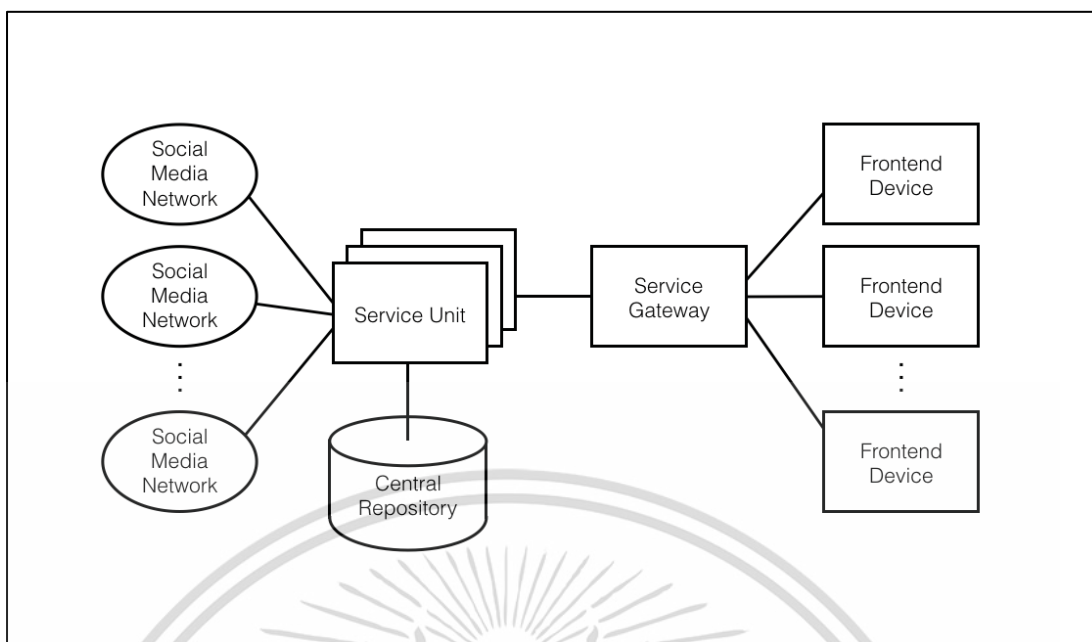 Social
Media
Network
Social
Media
Network
⋮
Social
Media
Network
Service Unit
Central
Repository
Service
Gateway
Frontend
Device
Frontend
Device
⋮
Frontend
Device